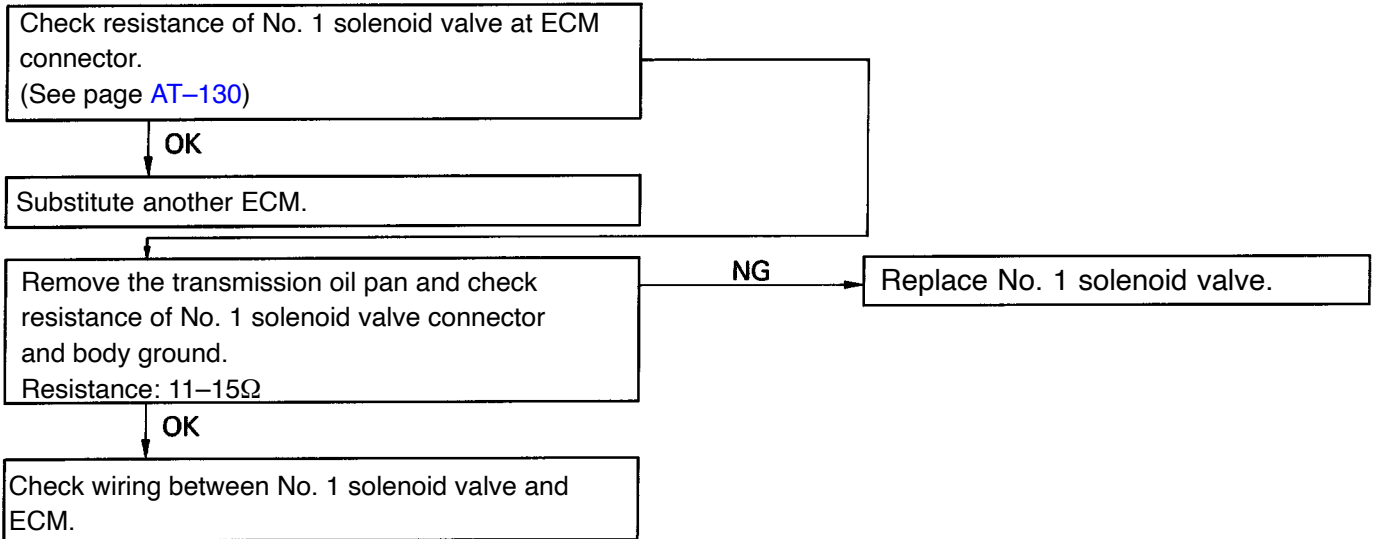 Check resistance of No. 1 solenoid valve at ECM
connector.
(See page AT–130)
OK
Substitute another ECM.
Remove the transmission oil pan and check
resistance of No. 1 solenoid valve connector
and body ground.
Resistance: 11–15Ω
NG
Replace No. 1 solenoid valve.
OK
Check wiring between No. 1 solenoid valve and
ECM.